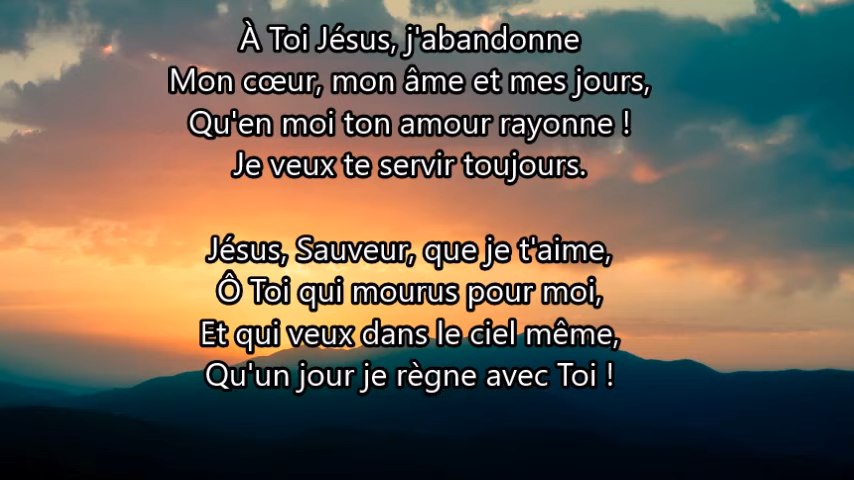 À Toi Jésus, j'abandonne
Mon cœur, mon âme et mes jours,
Qu'en moi ton amour rayonne !
Je veux te servir toujours.
Jésus, Sauveur, que je t'aime,
Ô Toi qui mourus pour moi,
Et qui veux dans le ciel même,
Qu'un jour je règne avec Toi !